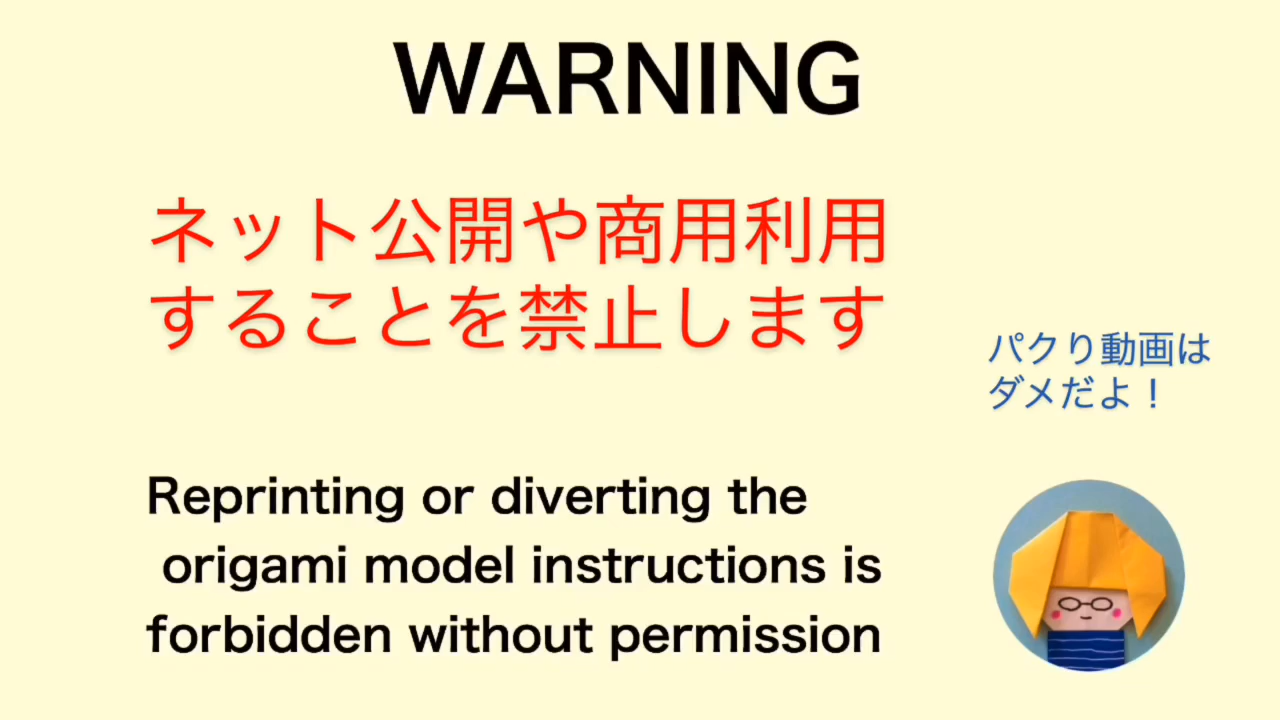 WARNING
ネット公開や商用利用
することを禁止します
パクり動画は
ダメだよ！
Reprinting or diverting the
origami model instructions is
forbidden without permission